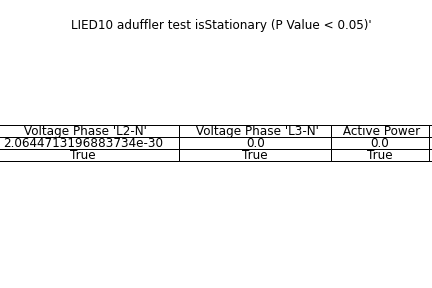 LIED10 aduffler test isStationary (P Value < 0.05)'
Voltage Phase 'L2-N' Voltage Phase 'L3-N' Active Power
2.0644713196883734e-30 0.0 0.0
True True True